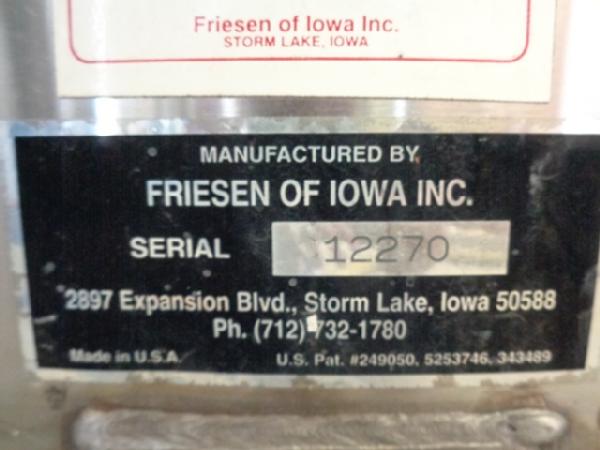 Friesen of Iowa Inc.
STORM LAKE, IOWA
MANUFACTURED BY
FRIESEN OF IOWA INC.
SERIAL 12270
2897 Expansion Blvd., Storm Lake, Iowa 50588
Ph. (712) 732-1780
Made in U.S.A. U.S. Pat. #249050, 5253746, 343489